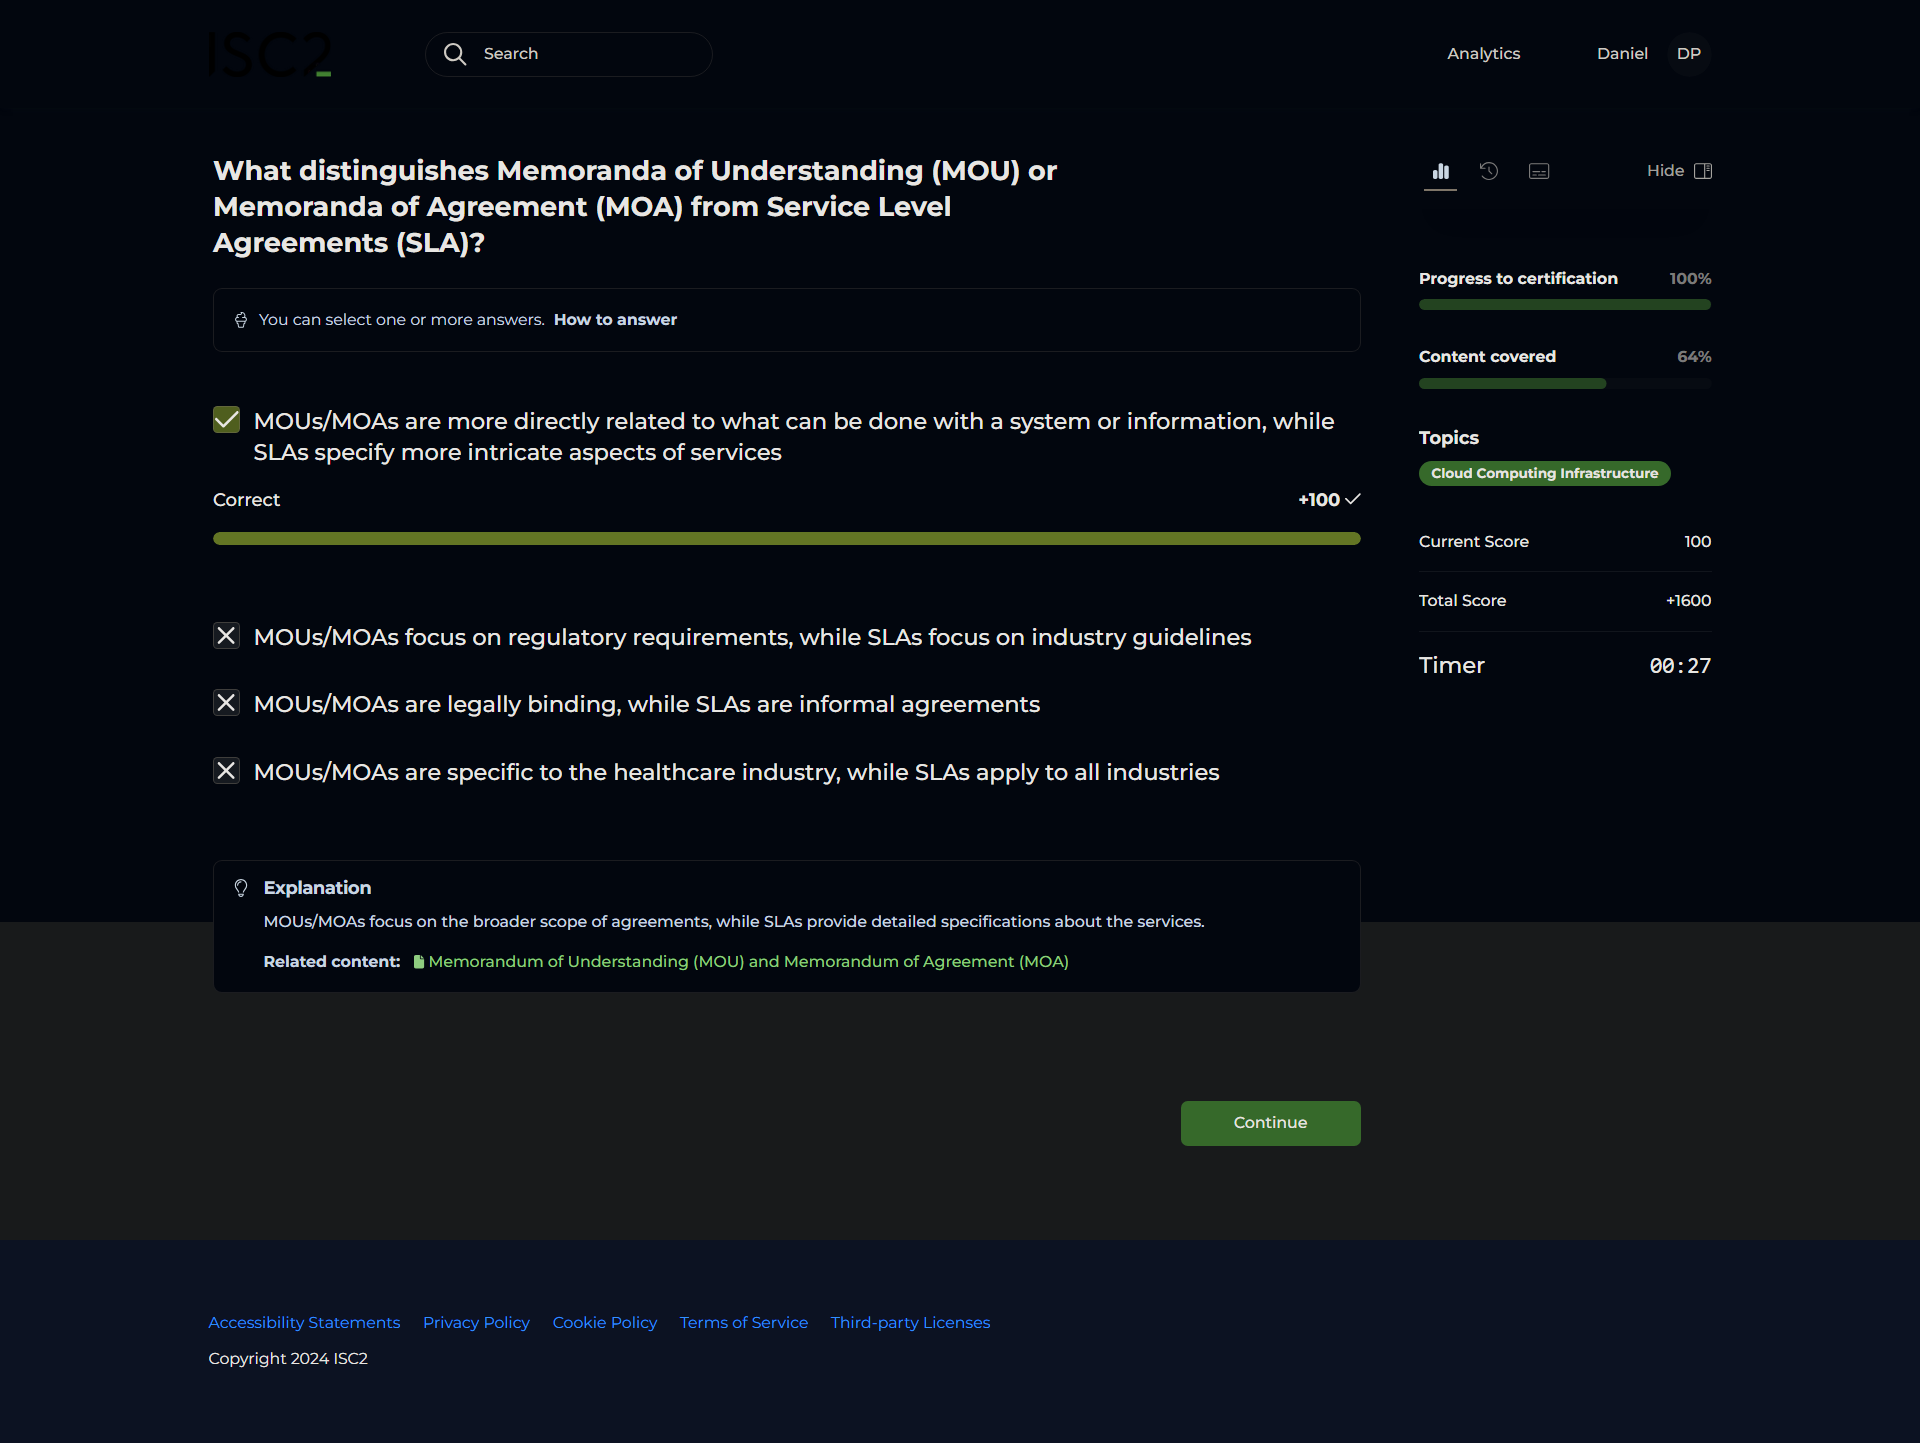 ISC2
Search
Analytics
Daniel
DP
What distinguishes Memoranda of Understanding (MOU) or
Memoranda of Agreement (MOA) from Service Level
Agreements (SLA)?
You can select one or more answers. How to answer
MOUs/MOAs are more directly related to what can be done with a system or information, while
SLAs specify more intricate aspects of services
Correct
+100
MOUs/MOAs focus on regulatory requirements, while SLAs focus on industry guidelines
MOUs/MOAs are legally binding, while SLAs are informal agreements
MOUs/MOAs are specific to the healthcare industry, while SLAs apply to all industries
Explanation
MOUs/MOAs focus on the broader scope of agreements, while SLAs provide detailed specifications about the services.
Related content: Memorandum of Understanding (MOU) and Memorandum of Agreement (MOA)
Continue
Hide
Progress to certification 100%
Content covered 64%
Topics
Cloud Computing Infrastructure
Current Score 100
Total Score +1600
Timer 00:27
Accessibility Statements Privacy Policy Cookie Policy Terms of Service Third-party Licenses
Copyright 2024 ISC2